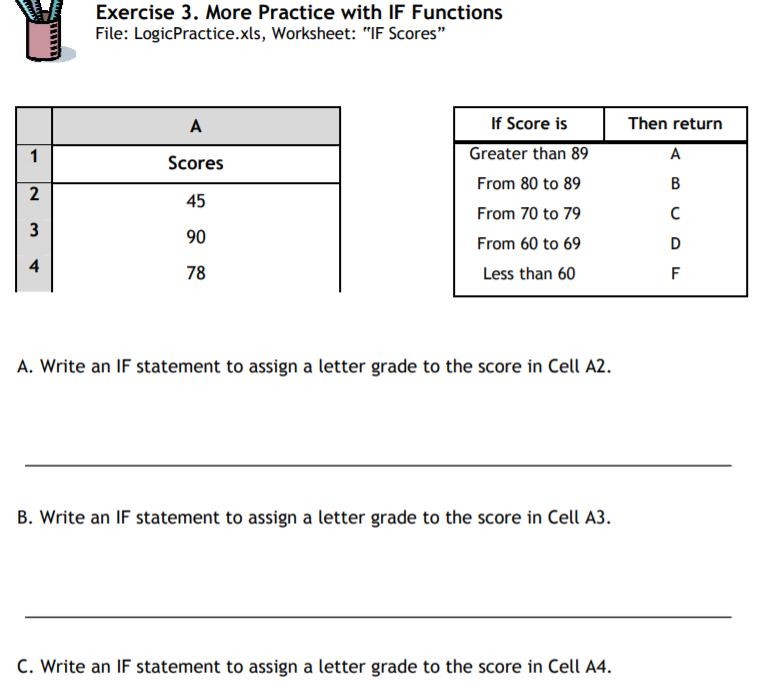 Exercise 3. More Practice with IF Functions
File: LogicPractice.xls, Worksheet: “IF Scores”
A
1 Scores
2 45
3 90
4 78
If Score is Then return
Greater than 89 A
From 80 to 89 B
From 70 to 79 C
From 60 to 69 D
Less than 60 F
A. Write an IF statement to assign a letter grade to the score in Cell A2.
B. Write an IF statement to assign a letter grade to the score in Cell A3.
C. Write an IF statement to assign a letter grade to the score in Cell A4.